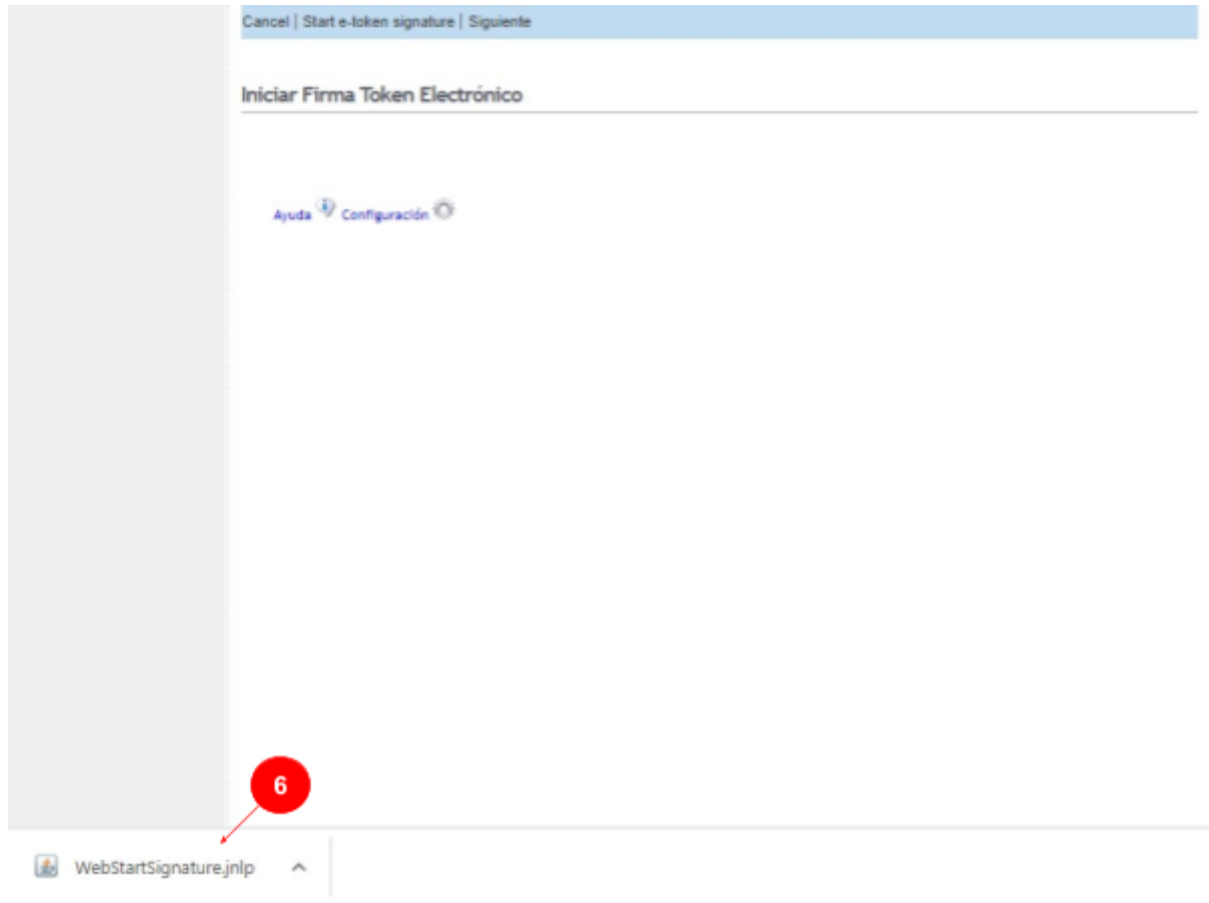 Cancel | Start e-token signature | Siguiente
Iniciar Firma Token Electrónico
Ayuda Configuración
6
WebStartSignature.jnlp